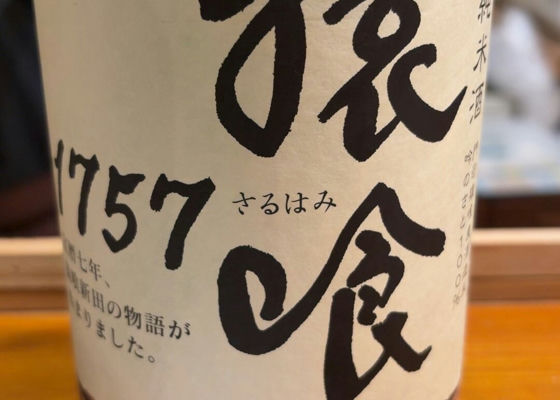 純米酒
猿喰
さるはみ
1757
暦七年、
新田の物語が
まりました。